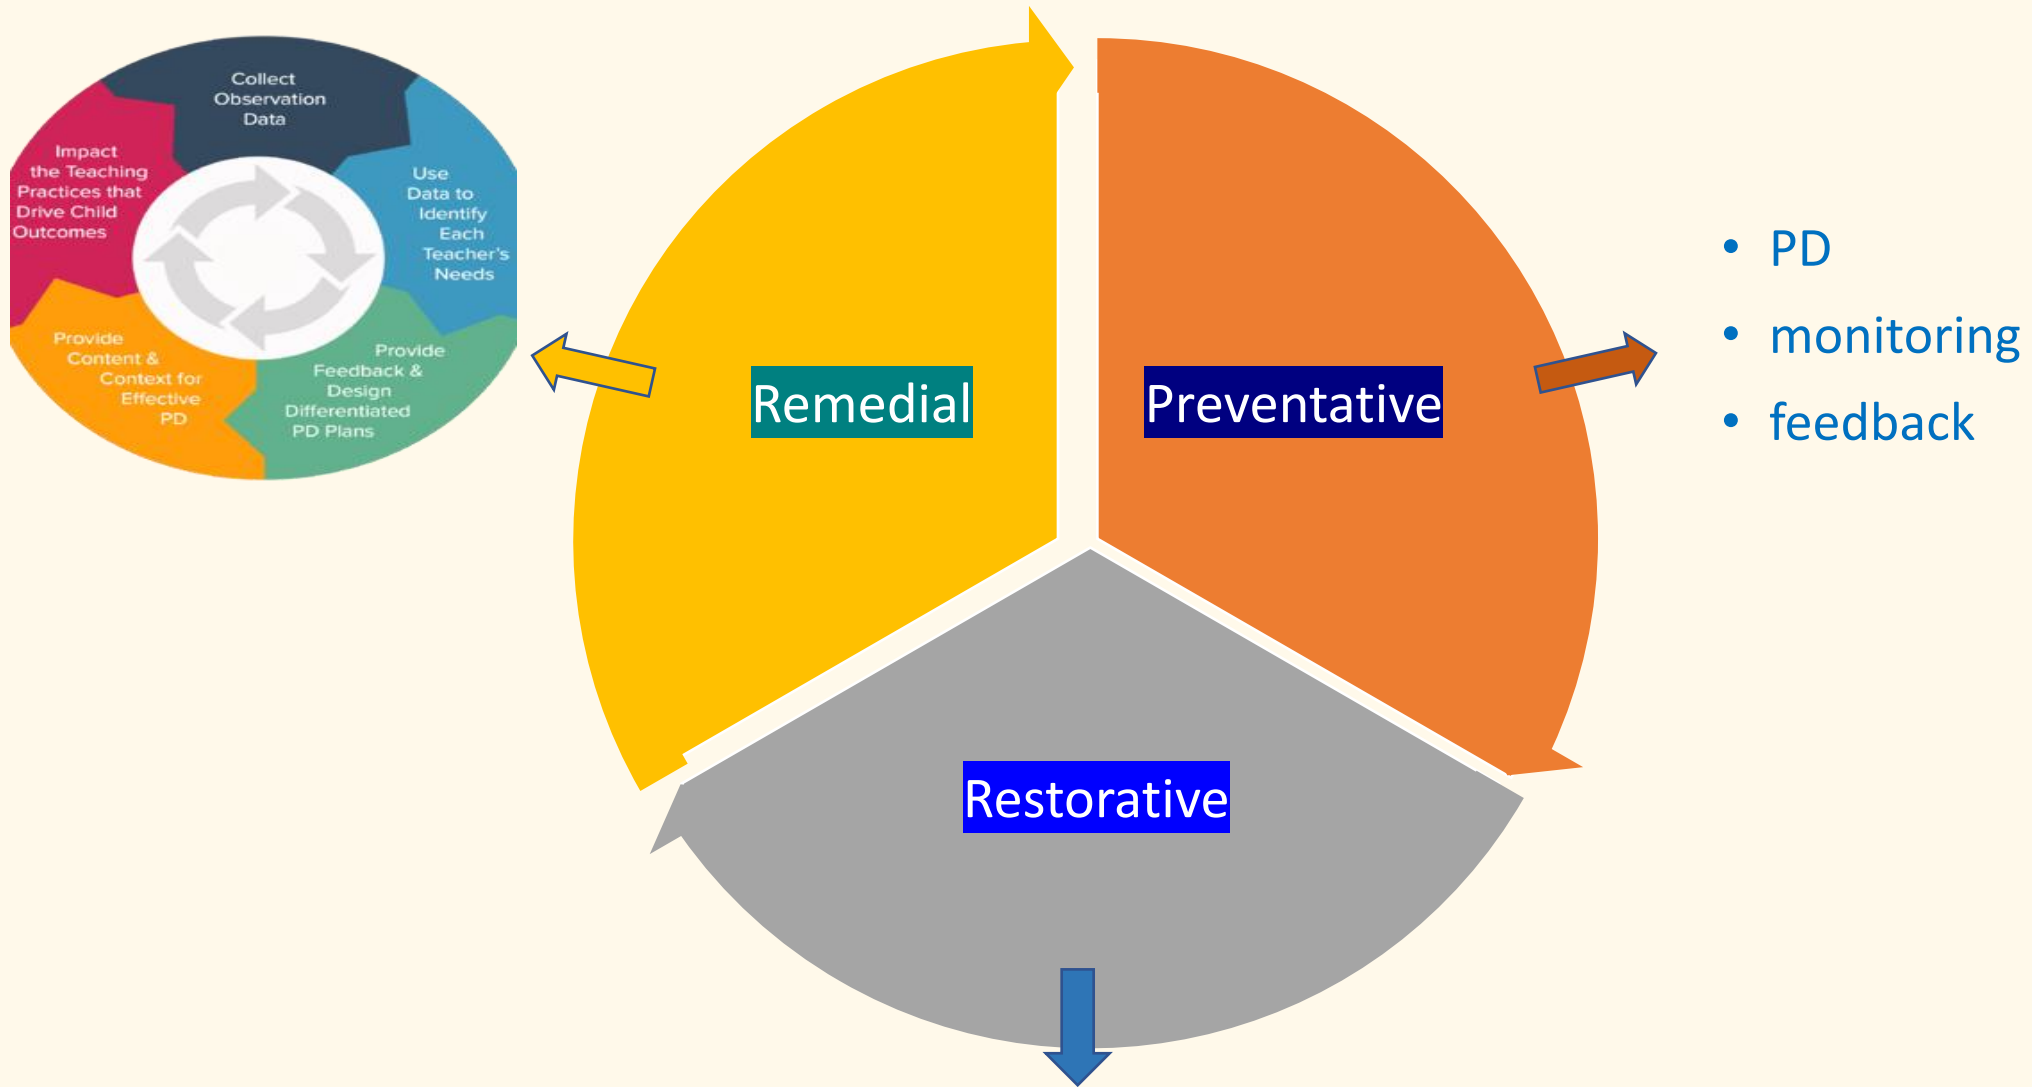 Collect
Observation
Data
Use
Data to
Identify
Each
Teacher's
Needs
Provide
Feedback &
Design
Differentiated
PD Plans
Provide
Content &
Context for
Effective
PD
Impact
the Teaching
Practices that
Drive Child
Outcomes
Remedial
Preventative
Restorative
• PD
• monitoring
• feedback